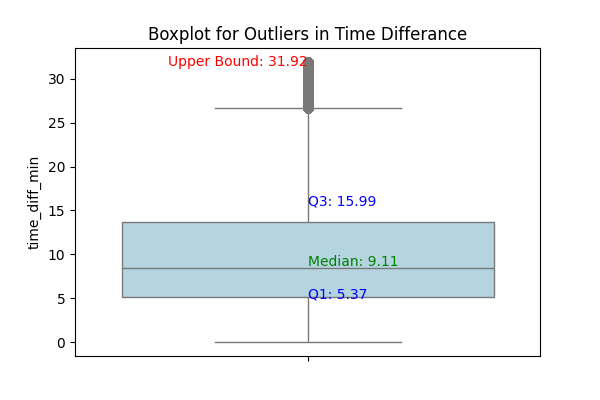 Boxplot for Outliers in Time Differance
Upper Bound: 31.92
30
25
20
Q3: 15.99
15
time_diff_min
10
Median: 9.11
5
Q1: 5.37
0